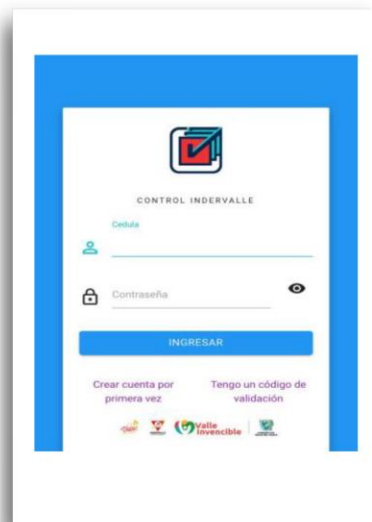 CONTROL INDERVALLE
Cedula
Contraseña
INGRESAR
Crear cuenta por
primera vez
Tengo un código de
validación
Valle
Invencible